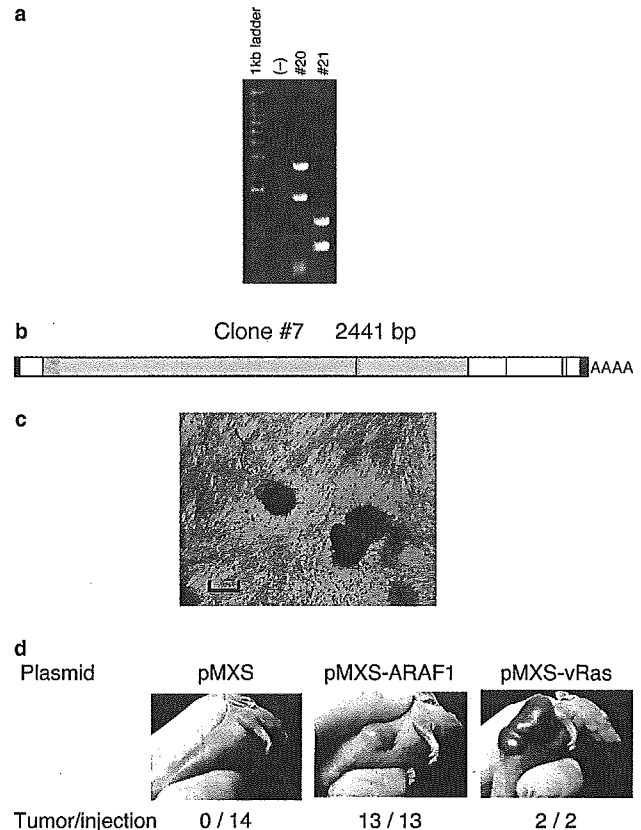 a
1kb ladder
(–)
#20
#21
b
Clone #7 2441 bp
AAAA
c
d
Plasmid pMXS pMXS-ARAF1 pMXS-vRas
Tumor/injection 0 / 14 13 / 13 2 / 2